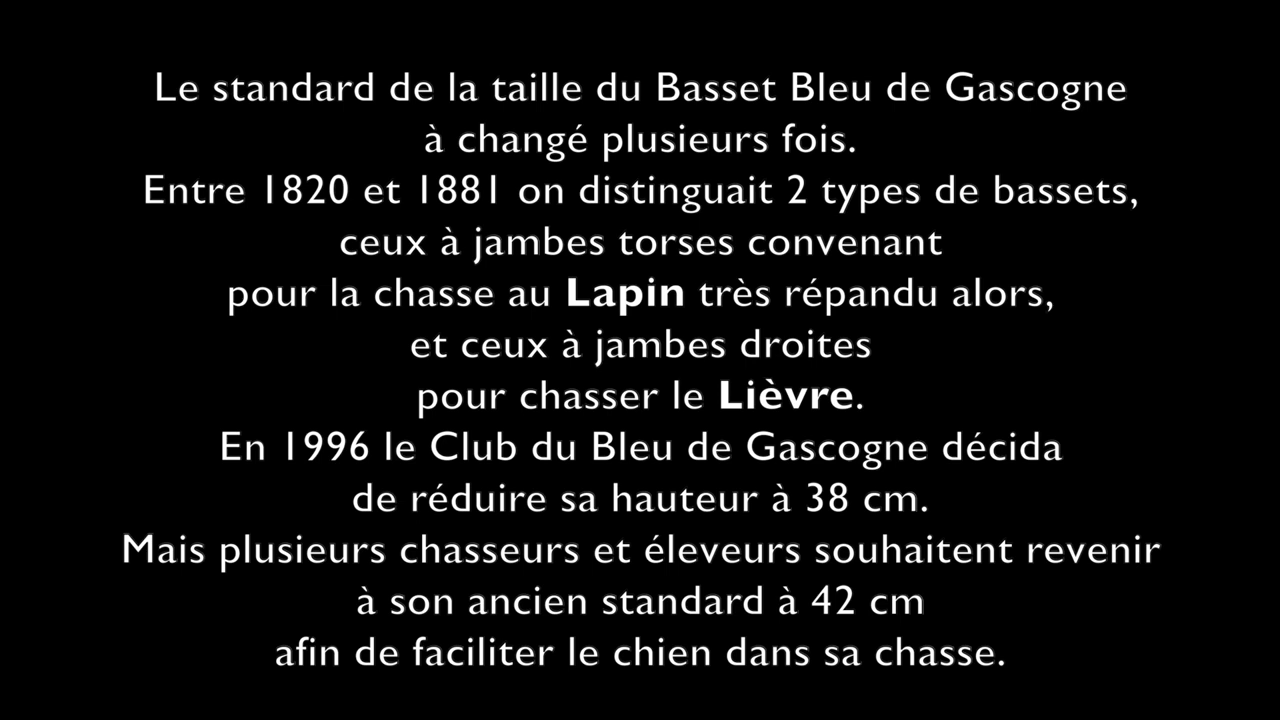 Le standard de la taille du Basset Bleu de Gascogne
à changé plusieurs fois.
Entre 1820 et 1881 on distinguait 2 types de bassets,
ceux à jambes torses convenant
pour la chasse au Lapin très répandu alors,
et ceux à jambes droites
pour chasser le Lièvre.
En 1996 le Club du Bleu de Gascogne décida
de réduire sa hauteur à 38 cm.
Mais plusieurs chasseurs et éleveurs souhaitent revenir
à son ancien standard à 42 cm
afin de faciliter le chien dans sa chasse.